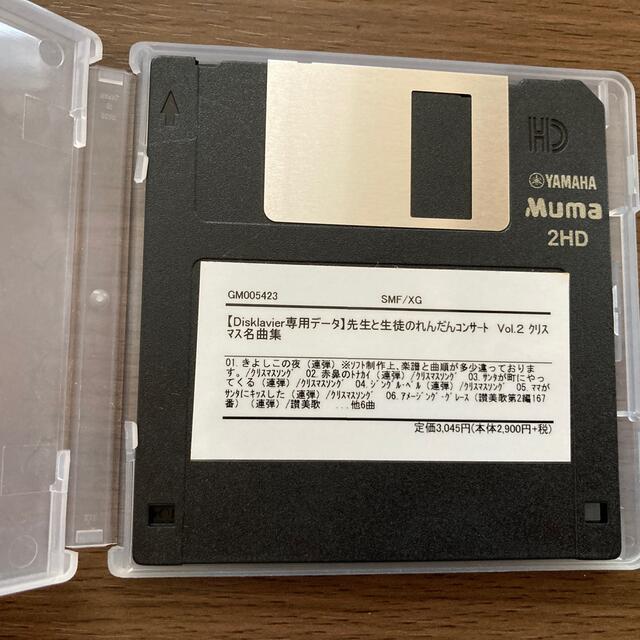 HD
YAMAHA
Muma
2HD
GM005423 SMF/XG
【Disklavier専用データ】先生と生徒のれんだんコンサート Vol.2 クリス
マス名曲集
01. きよしこの夜 (連弾) ※ソフト制作上、楽譜と曲順が多少違っておりま
す。/クリスマスソング 02. 赤鼻のトナカイ (連弾) /クリスマスソング 03. サンタが町にやっ
てくる (連弾) /クリスマスソング 04. ジングル・ベル (連弾) /クリスマスソング 05. ママが
サンタにキッスした (連弾) /クリスマスソング 06. アメージング・グレース (讃美歌第2編167
番) (連弾) /讃美歌 ...他6曲
定価3,045円(本体2,900円+税)